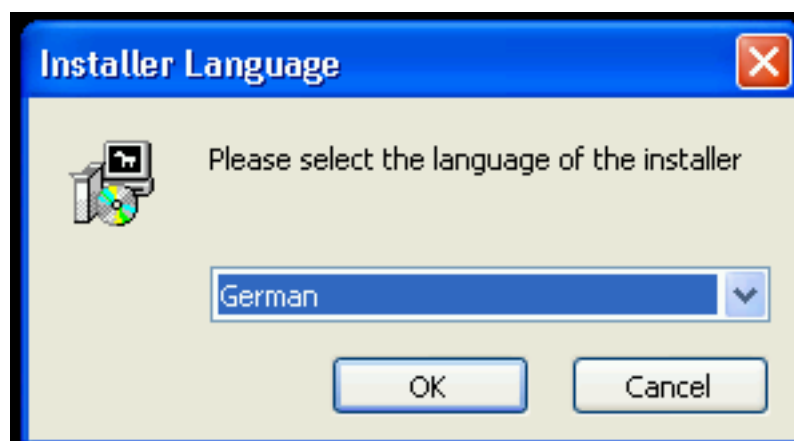 Installer Language
Please select the language of the installer
German
OK
Cancel